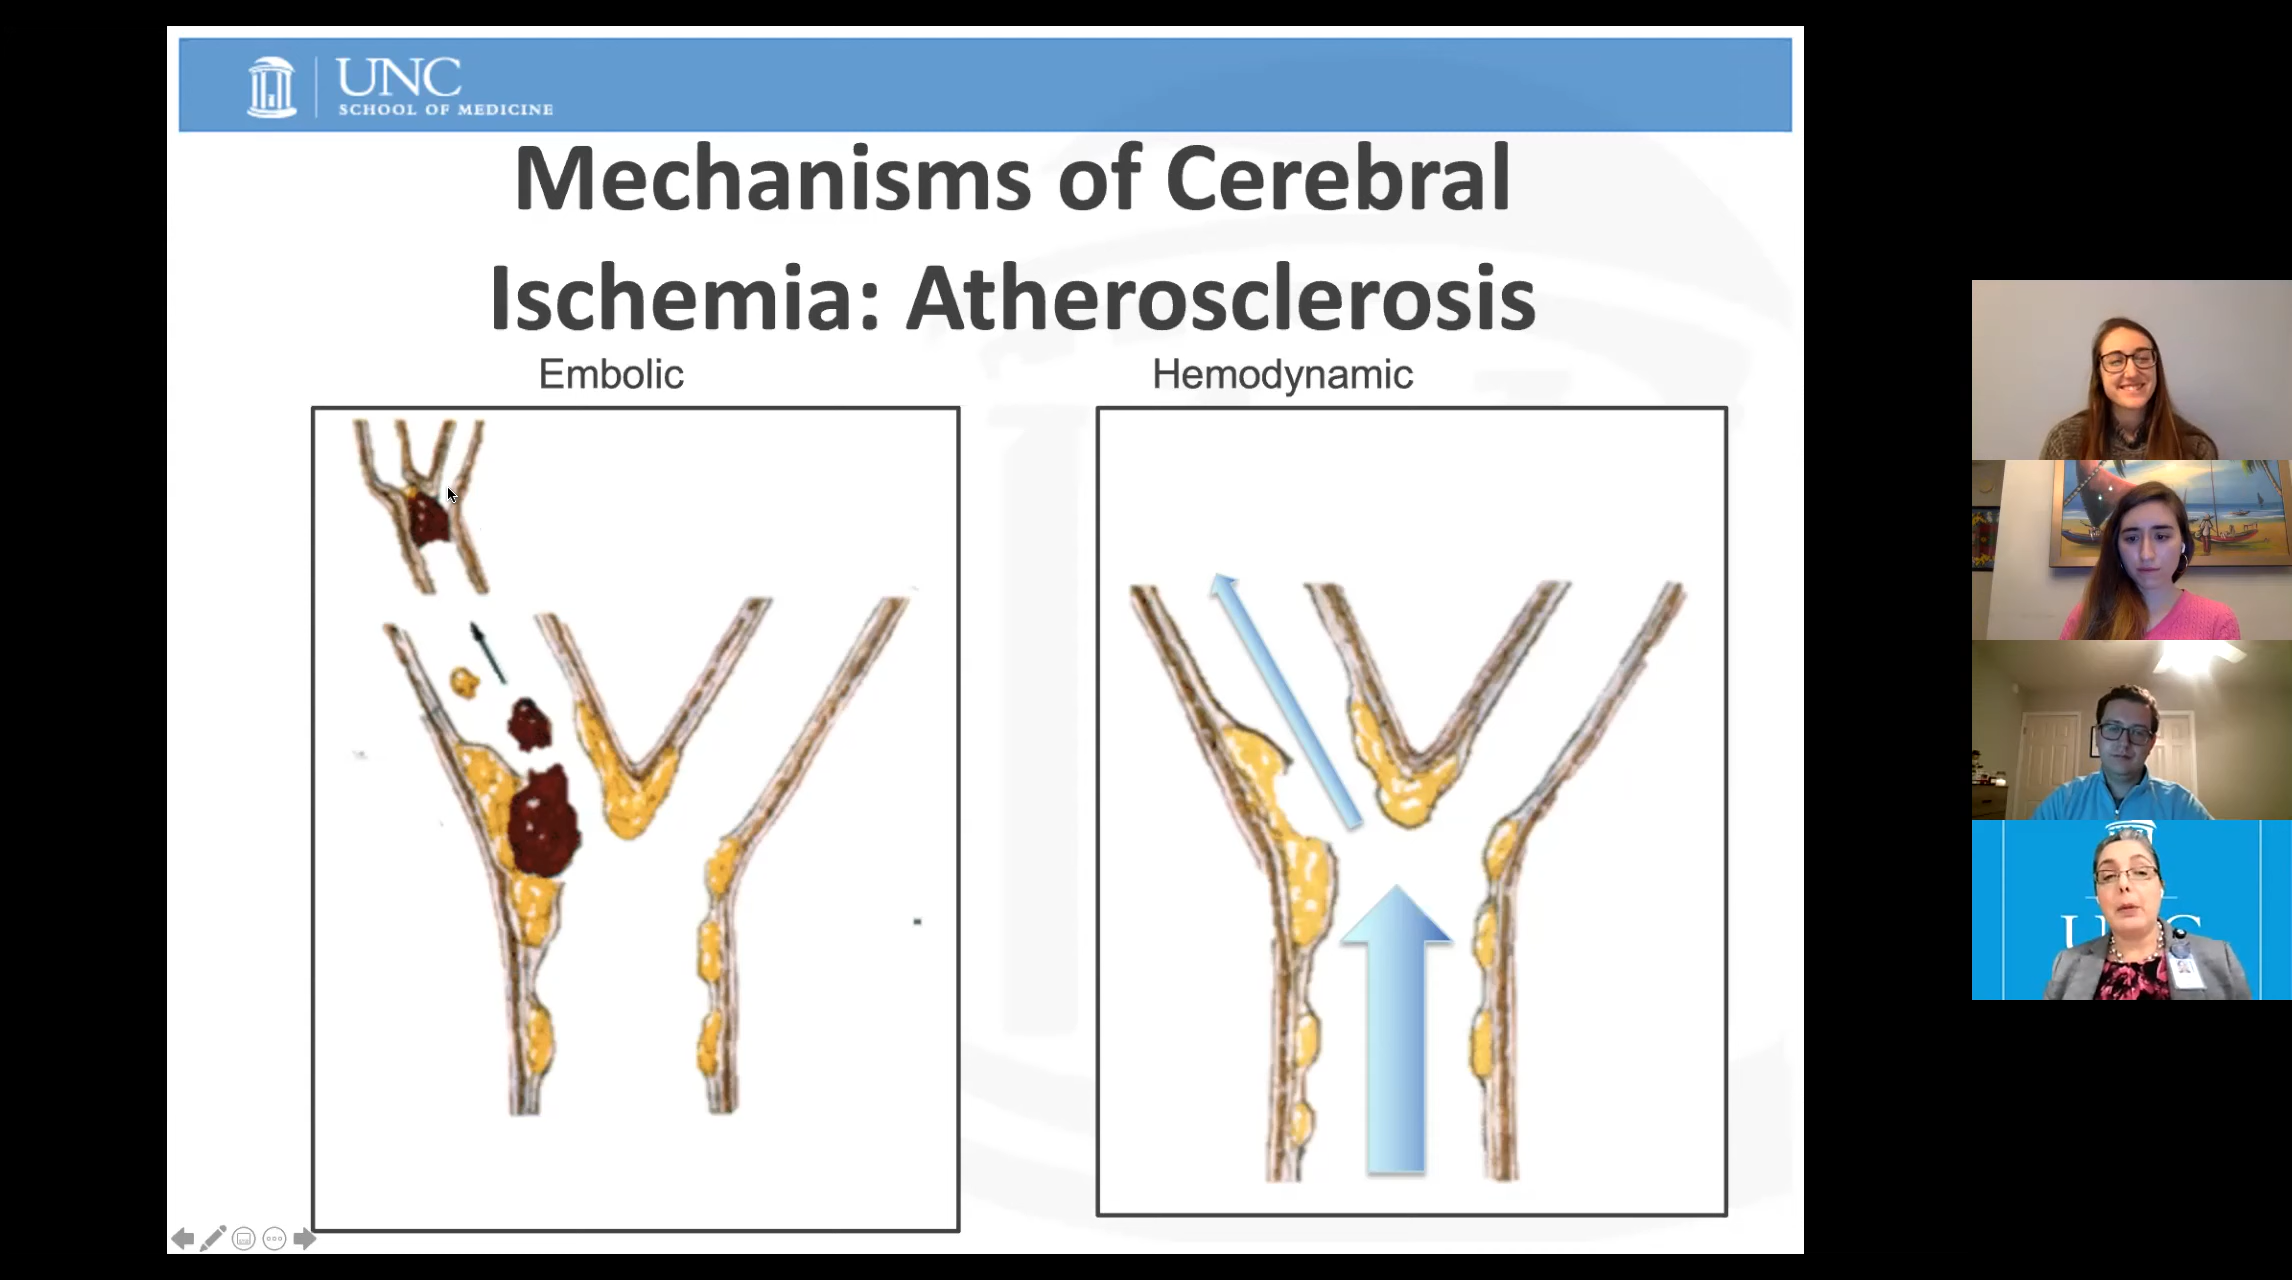 UNC
SCHOOL OF MEDICINE
Mechanisms of Cerebral
Ischemia: Atherosclerosis
Embolic
Hemodynamic